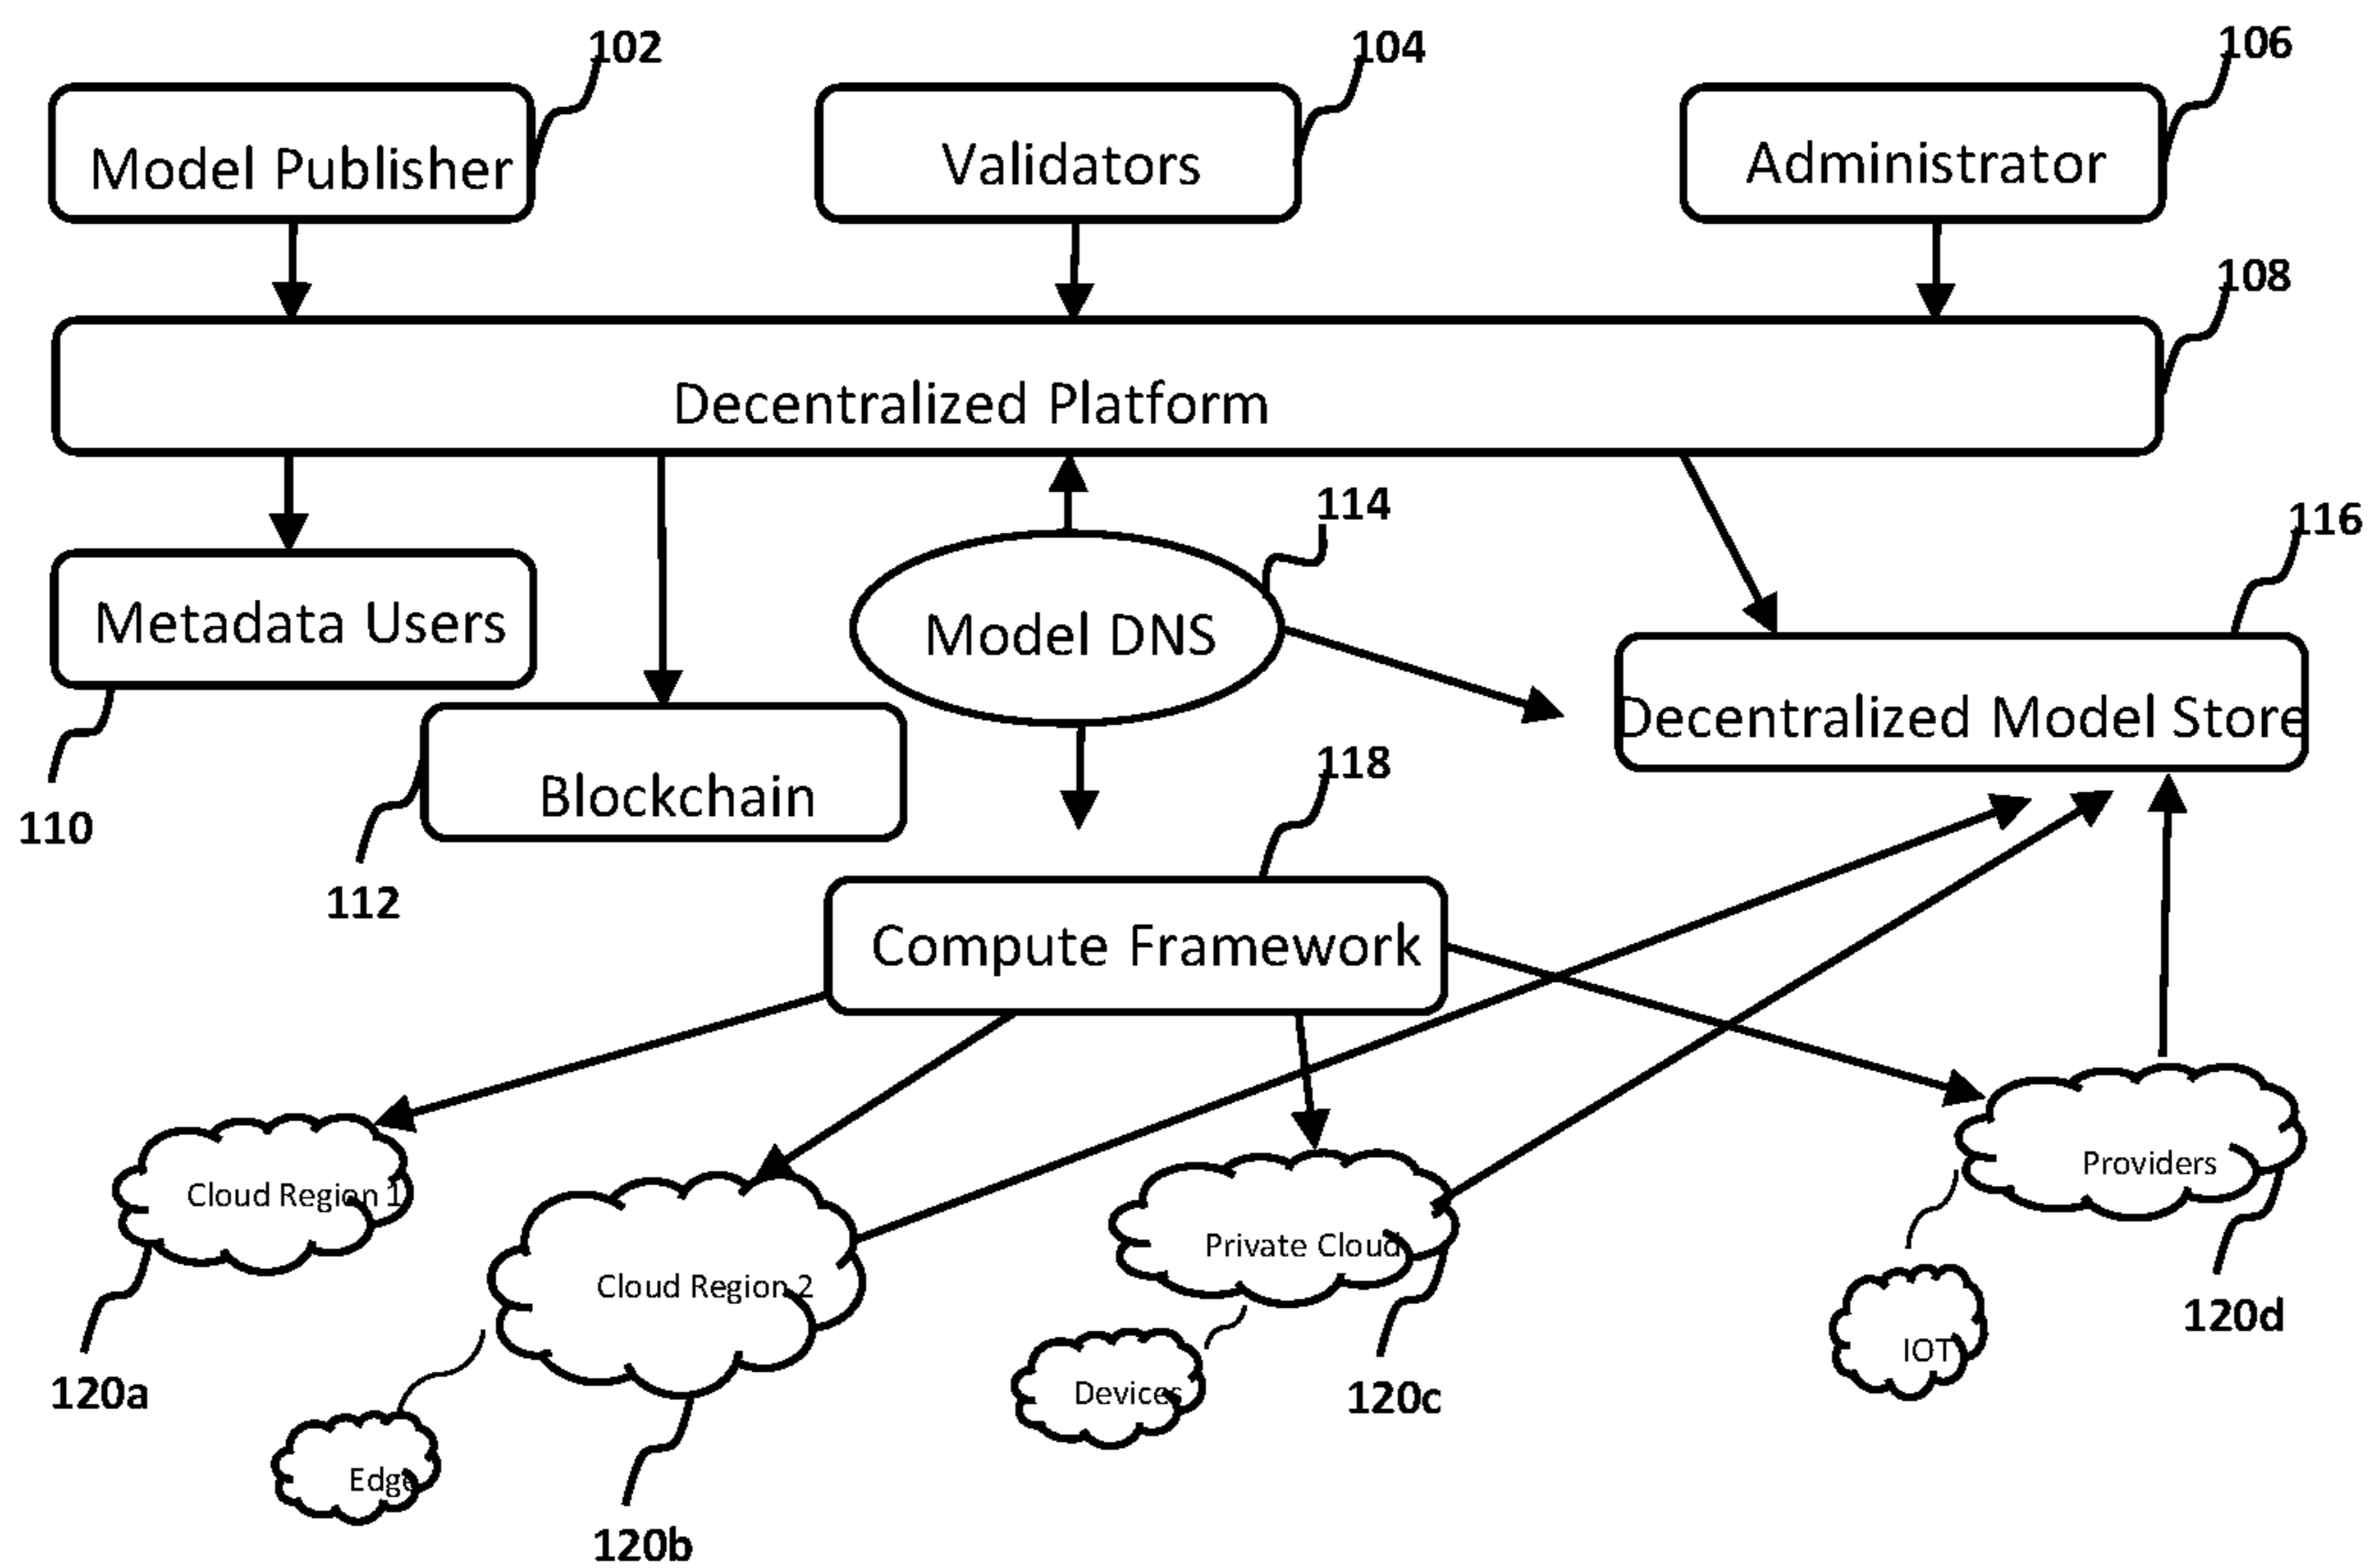 102
104
106
Model Publisher
Validators
Administrator
108
Decentralized Platform
114
116
Metadata Users
Model DNS
Decentralized Model Store
118
Blockchain
110
112
Compute Framework
Providers
Cloud Region 1
Private Cloud
Cloud Region 2
120d
IOT
120a
Devices
120c
Edge
120b